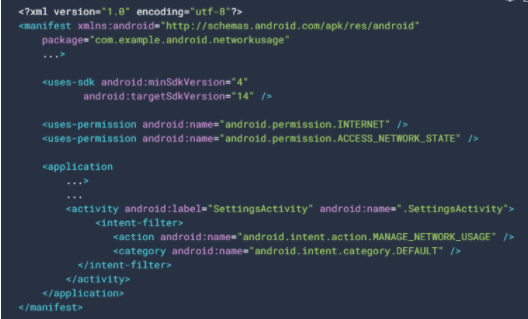 <?xml version="1.0" encoding="utf-8"?>
<manifest xmlns:android="http://schemas.android.com/apk/res/android"
    package="com.example.android.networkusage"
    ...>

    <uses-sdk android:minSdkVersion="4"
           android:targetSdkVersion="14" />

    <uses-permission android:name="android.permission.INTERNET" />
    <uses-permission android:name="android.permission.ACCESS_NETWORK_STATE" />

    <application
        ...>
        ...
        <activity android:label="SettingsActivity" android:name=".SettingsActivity">
             <intent-filter>
                <action android:name="android.intent.action.MANAGE_NETWORK_USAGE" />
                <category android:name="android.intent.category.DEFAULT" />
          </intent-filter>
        </activity>
    </application>
</manifest>